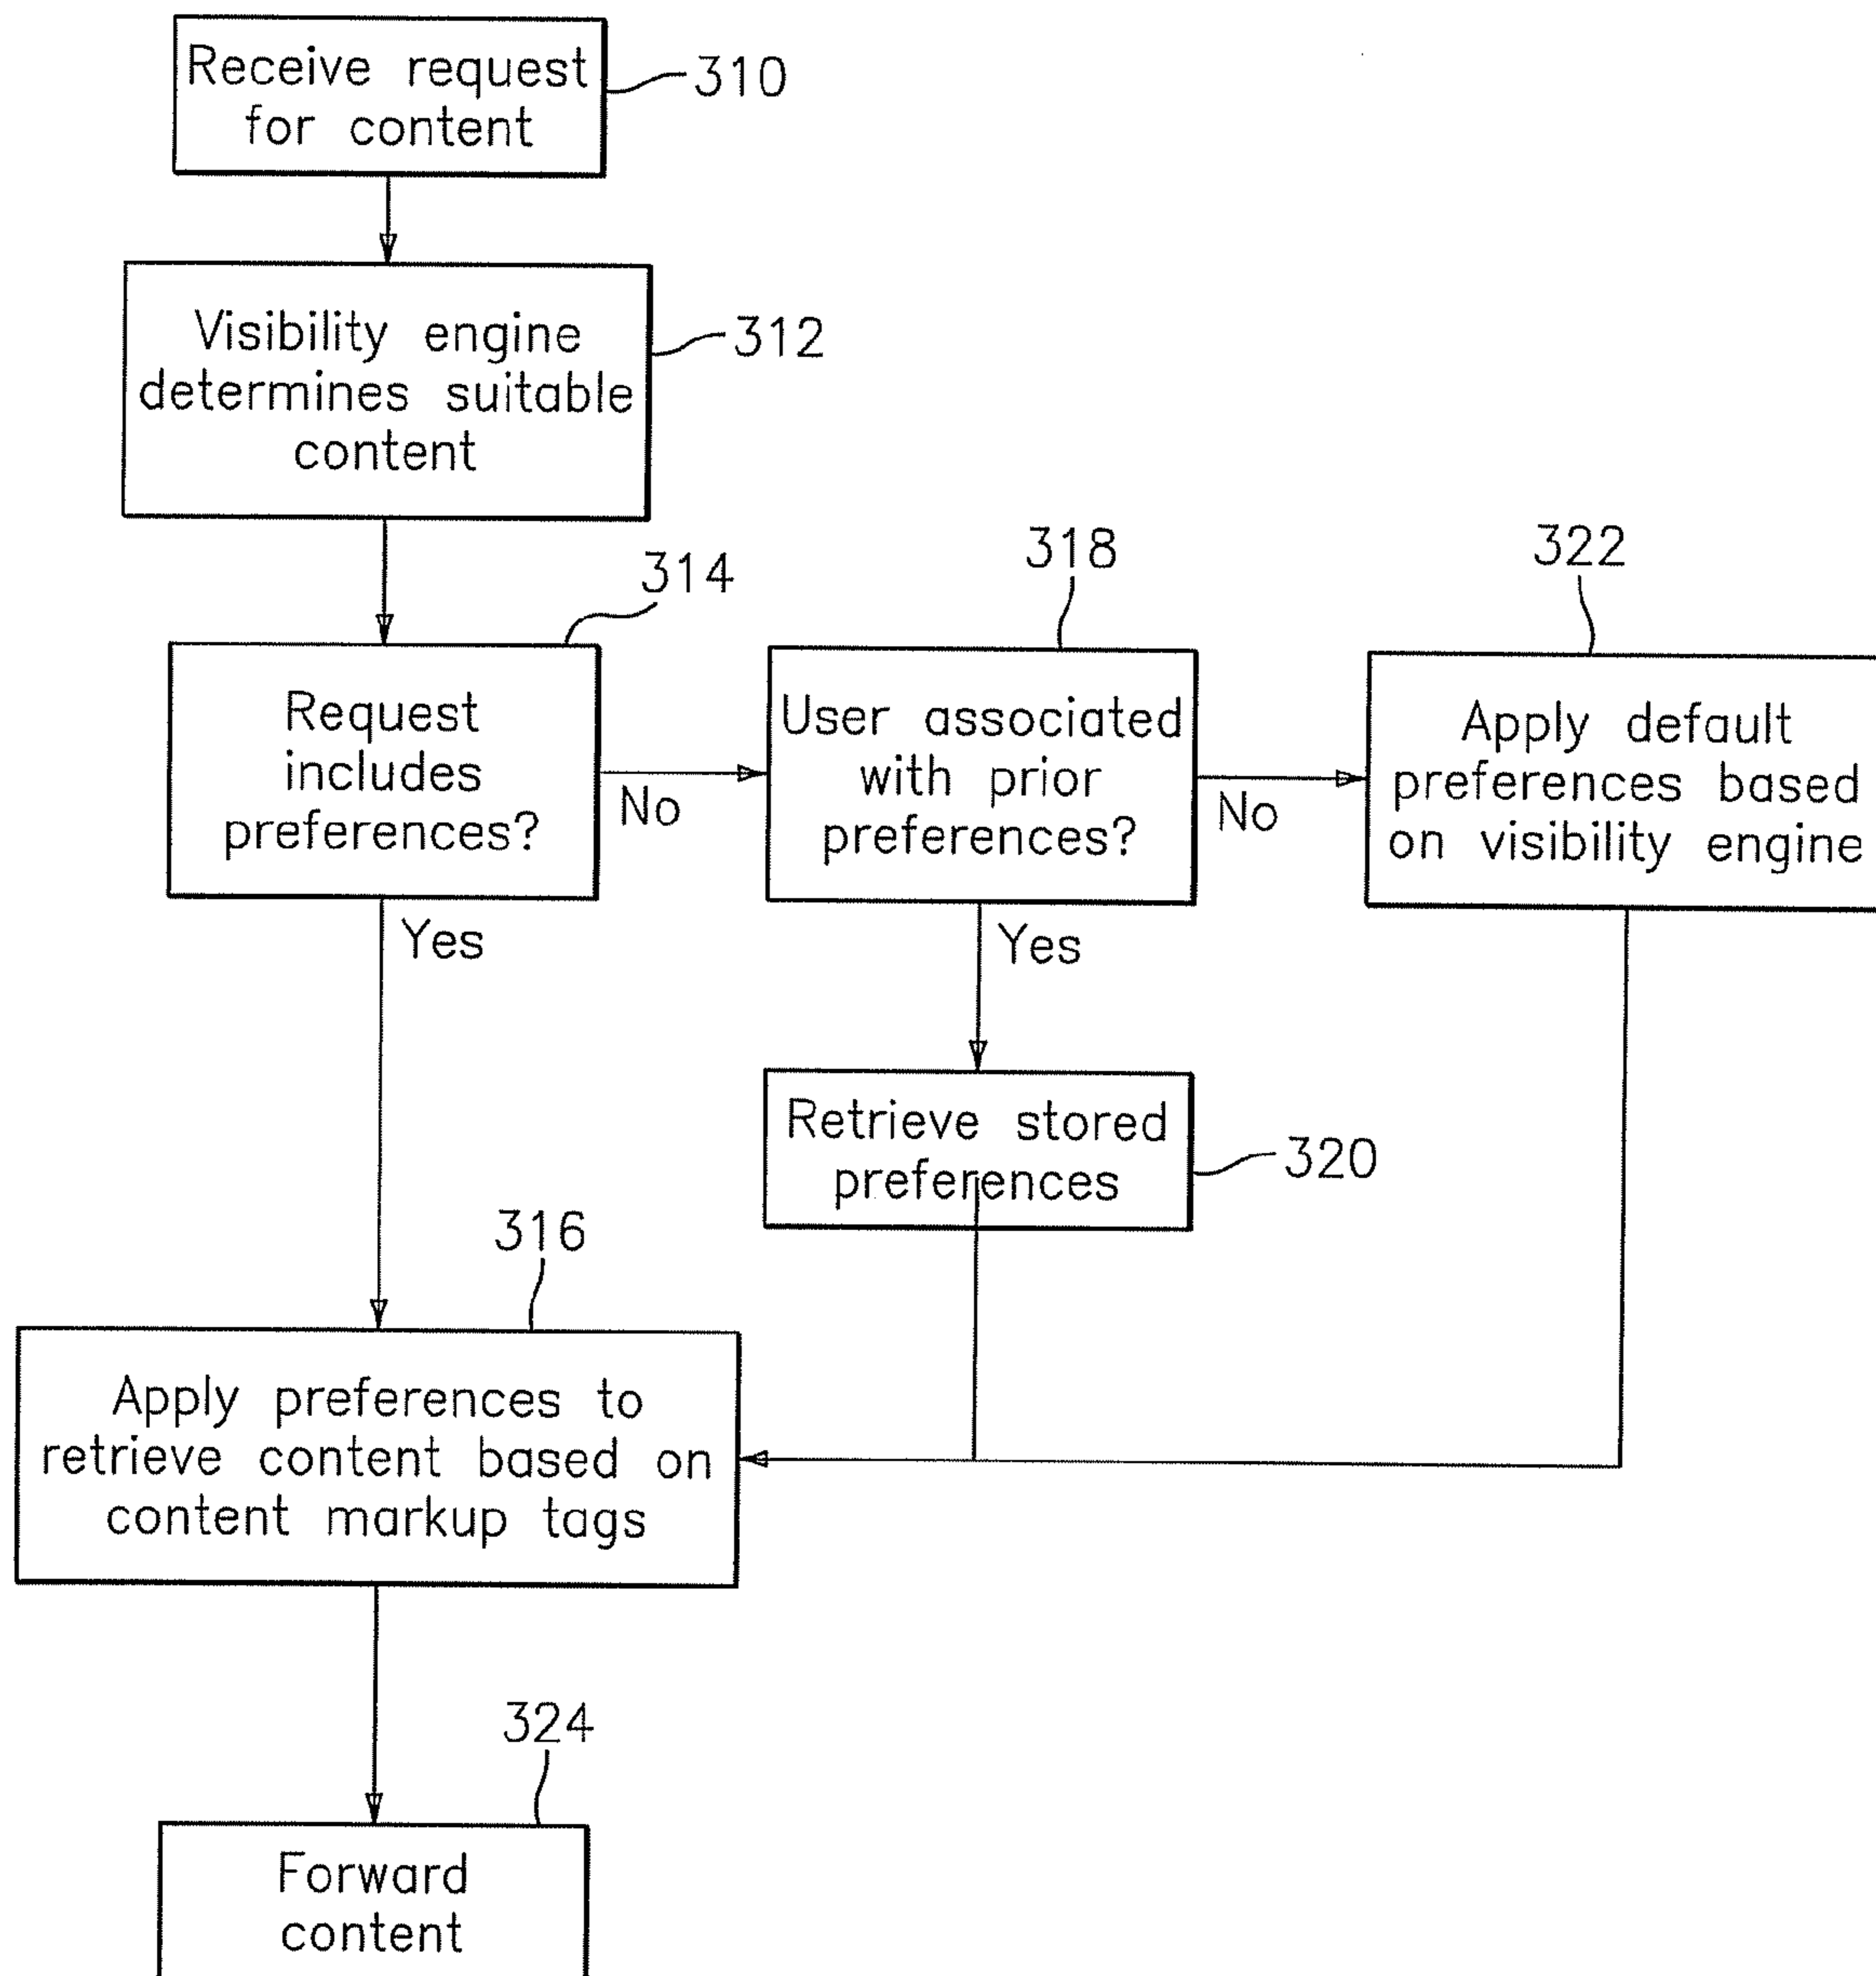 Receive request
for content
310
Visibility engine
determines suitable
content
312
314
318
322
Request
includes
preferences?
No
User associated
with prior
preferences?
No
Apply default
preferences based
on visibility engine
Yes
Yes
Retrieve stored
preferences
320
316
Apply preferences to
retrieve content based on
content markup tags
324
Forward
content